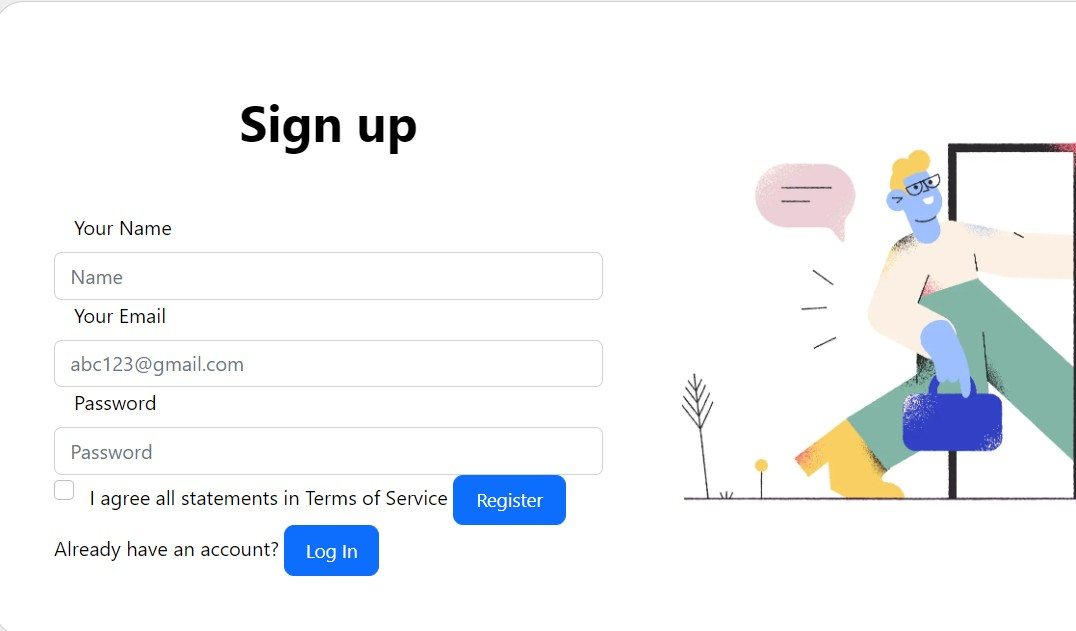 Sign up
Your Name
Name
Your Email
abc123@gmail.com
Password
Password
I agree all statements in Terms of Service Register
Already have an account? Log In